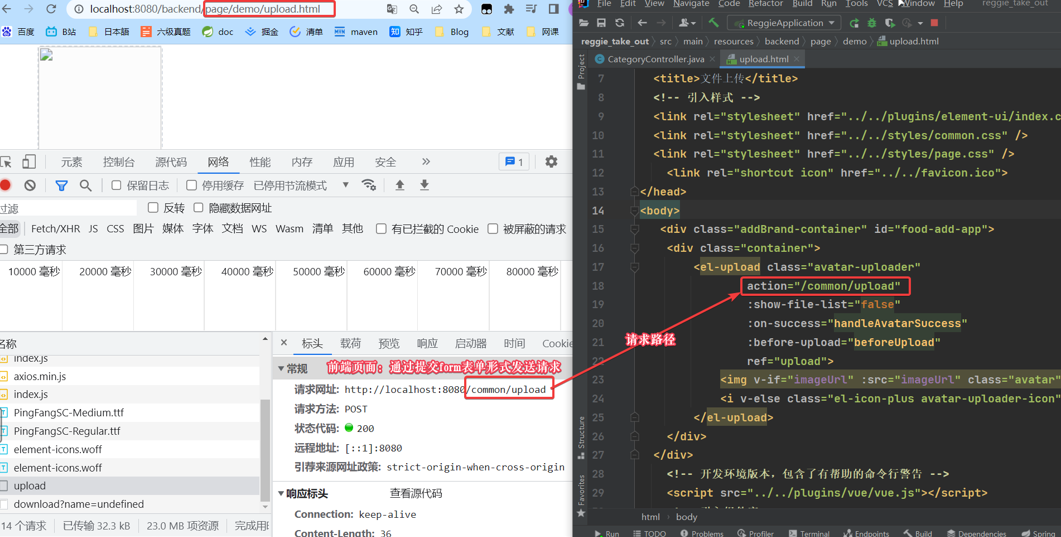 localhost:8080/backend/page/demo/upload.html
百度
B站
日本語
六级真题
doc
掘金
清单
maven
知乎
Blog
文献
网课
元素
控制台
源代码
网络
性能
内存
应用
安全
1
保留日志
停用缓存
已停用节流模式
过滤
反转
隐藏数据网址
全部
Fetch/XHR
JS
CSS
图片
媒体
字体
文档
WS
Wasm
清单
其他
有已拦截的 Cookie
被屏蔽的请求
第三方请求
10000 毫秒
20000 毫秒
30000 毫秒
40000 毫秒
50000 毫秒
60000 毫秒
70000 毫秒
80000 毫秒
名称
index.js
axios.min.js
index.js
PingFangSC-Medium.ttf
PingFangSC-Regular.ttf
element-icons.woff
element-icons.woff
upload
download?name=undefined
14 个请求
已传输 32.3 kB
23.0 MB 项资源
标头
载荷
预览
响应
启动器
时间
Cookie
常规
前端页面：通过提交form表单形式发送请求
请求网址: http://localhost:8080/common/upload
请求方法: POST
状态代码: 200
远程地址: [::1]:8080
引荐来源网址政策: strict-origin-when-cross-origin
响应标头
查看源代码
Connection: keep-alive
Content-Length: 36
请求路径
File
Edit
View
Navigate
Code
Refactor
Build
Run
Tools
VCS
Window
Help
reggie_take_out
ReggieApplication
reggie_take_out
src
main
resources
backend
page
demo
upload.html
CategoryController.java
upload.html
Project
Structure
Favorites
7 <title>文件上传</title>
8 <!-- 引入样式 -->
9 <link rel="stylesheet" href="../../plugins/element-ui/index.c
10 <link rel="stylesheet" href="../../styles/common.css" />
11 <link rel="stylesheet" href="../../styles/page.css" />
12 <link rel="shortcut icon" href="../../favicon.ico">
13 </head>
14 <body>
15 <div class="addBrand-container" id="food-add-app">
16 <div class="container">
17 <el-upload class="avatar-uploader"
18 action="/common/upload"
19 :show-file-list="false"
20 :on-success="handleAvatarSuccess"
21 :before-upload="beforeUpload"
ref="upload">
23 <img v-if="imageUrl" :src="imageUrl" class="avatar"
24 <i v-else class="el-icon-plus avatar-uploader-icon"
25 </el-upload>
26 </div>
27 </div>
28 <!-- 开发环境版本，包含了有帮助的命令行警告 -->
29 <script src="../../plugins/vue/vue.js"></script>
html
body
Run
TODO
Problems
Terminal
Profiler
Endpoints
Build
Dependencies
Spring